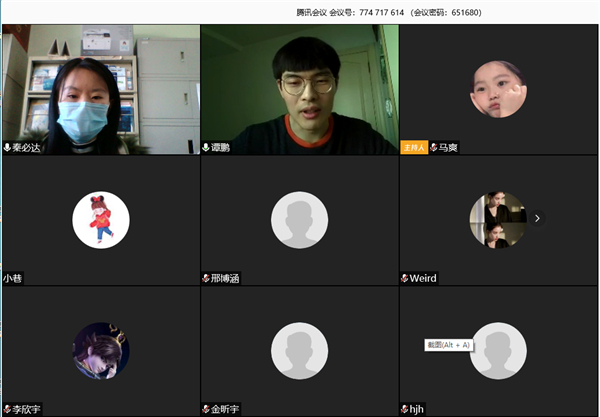 腾讯会议 会议号：774 717 614 （会议密码：651680）
秦必达
谭鹏
主持人 马爽
小巷
邢博涵
Weird
李欣宇
金昕宇
截图(Alt + A)
hjh